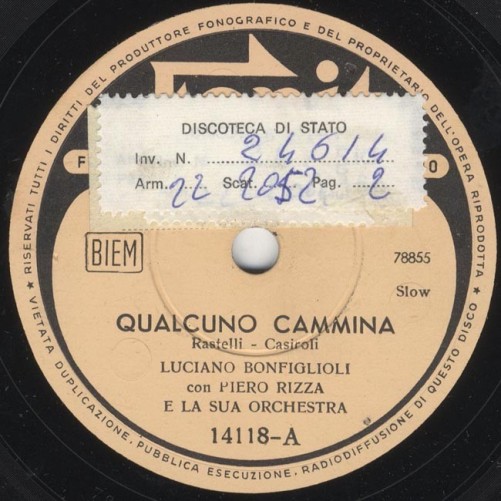 RISERVATI TUTTI I DIRITTI DEL PRODUTTORE FONOGRAFICO E DEL PROPRIETARIO DELL'OPERA RIPRODOTTA ★
DISCOTECA DI STATO
Inv. N. 24614
Arm. 22 Scat. Pag. 2
BIEM
78855
Slow
QUALCUNO CAMMINA
Rastelli - Casiroli
LUCIANO BONFIGLIOLI
con PIERO RIZZA
E LA SUA ORCHESTRA
14118-A
★ VIETATA DUPLICAZIONE, PUBBLICA ESECUZIONE, RADIODIFFUSIONE DI QUESTO DISCO ★